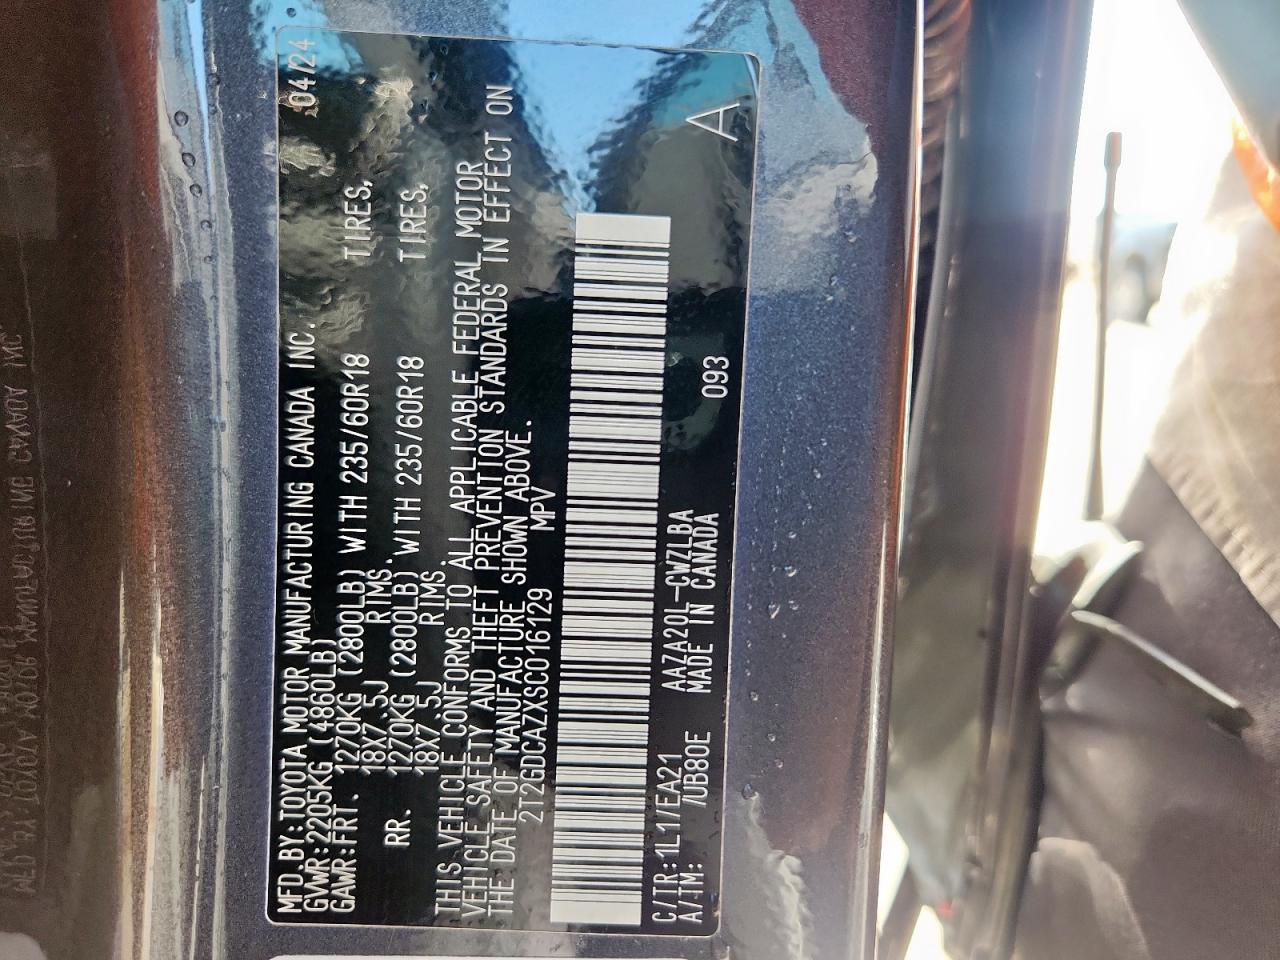 MFD.BY:TOYOTA MOTOR MANUFACTURING CANADA INC. 04/24
GVWR:2205KG (4860LB)
GAWR:FRT. 1270KG (2800LB) WITH 235/60R18 TIRES,
18X7.5J RIMS.
RR. 1270KG (2800LB) WITH 235/60R18 TIRES,
18X7.5J RIMS.
THIS VEHICLE CONFORMS TO ALL APPLICABLE FEDERAL MOTOR
VEHICLE SAFETY AND THEFT PREVENTION STANDARDS IN EFFECT ON
THE DATE OF MANUFACTURE SHOWN ABOVE.
2T2GDCAZXSC016129 MPV
C/TR:1L1/EA21 AAZA20L-CWZLBA
A/TM: /UB80E MADE IN CANADA 093 A